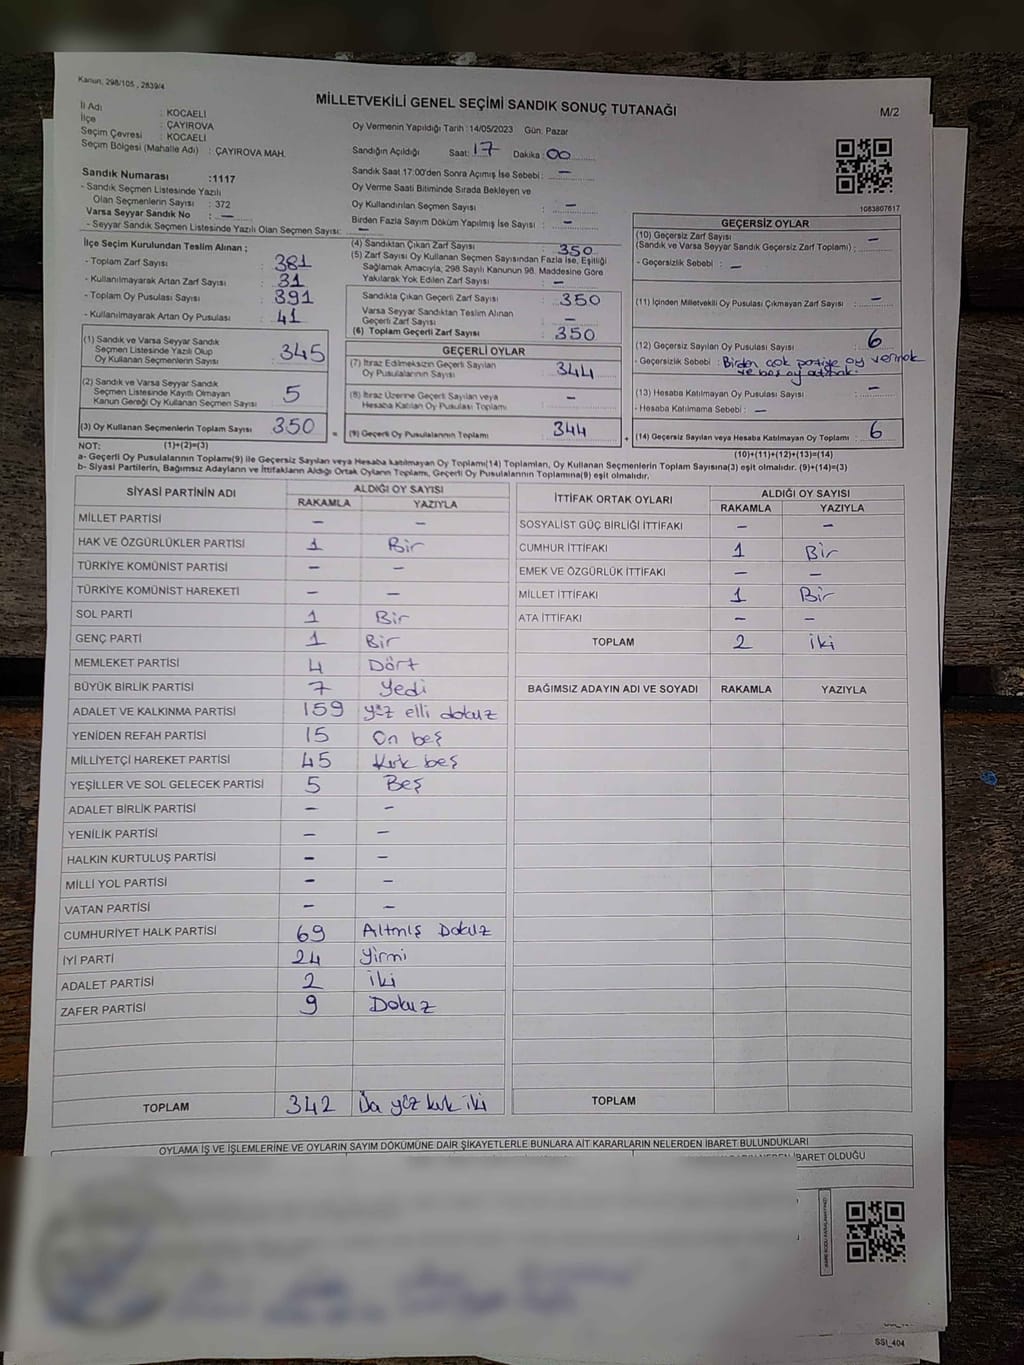 Kanun; 298/105 , 2839/4
MİLLETVEKİLİ GENEL SEÇİMİ SANDIK SONUÇ TUTANAĞI
M/2
İl Adı : KOCAELİ
İlçe : ÇAYIROVA
Seçim Çevresi : KOCAELİ
Seçim Bölgesi (Mahalle Adı) : ÇAYIROVA MAH.
Oy Vermenin Yapıldığı Tarih :14/05/2023 Gün: Pazar
Sandığın Açıldığı Saat: 17 Dakika : 00
Sandık Saat 17:00'den Sonra Açımış İse Sebebi : –
Oy Verme Saati Bitiminde Sırada Bekleyen ve
Oy Kullandırılan Seçmen Sayısı : –
Birden Fazla Sayım Döküm Yapılmış İse Sayısı : –
1083807617
Sandık Numarası :1117
- Sandık Seçmen Listesinde Yazılı
Olan Seçmenlerin Sayısı : 372
Varsa Seyyar Sandık No : –
- Seyyar Sandık Seçmen Listesinde Yazılı Olan Seçmen Sayısı: –
İlçe Seçim Kurulundan Teslim Alınan ;
- Toplam Zarf Sayısı : 381
- Kullanılmayarak Artan Zarf Sayısı : 31
- Toplam Oy Pusulası Sayısı : 391
- Kullanılmayarak Artan Oy Pusulası : 41
(1) Sandık ve Varsa Seyyar Sandık
Seçmen Listesinde Yazılı Olup
Oy Kullanan Seçmenlerin Sayısı : 345
(2) Sandık ve Varsa Seyyar Sandık
Seçmen Listesinde Kayıtlı Olmayan
Kanun Gereği Oy Kullanan Seçmen Sayısı : 5
(3) Oy Kullanan Seçmenlerin Toplam Sayısı : 350
(4) Sandıktan Çıkan Zarf Sayısı : 350
(5) Zarf Sayısı Oy Kullanan Seçmen Sayısından Fazla İse, Eşitliği
Sağlamak Amacıyla; 298 Sayılı Kanunun 98. Maddesine Göre
Yakılarak Yok Edilen Zarf Sayısı : –
Sandıkta Çıkan Geçerli Zarf Sayısı : 350
Varsa Seyyar Sandıktan Teslim Alınan
Geçerli Zarf Sayısı : –
(6) Toplam Geçerli Zarf Sayısı : 350
GEÇERLİ OYLAR
(7) İtiraz Edilmeksizin Geçerli Sayılan
Oy Pusulalarının Sayısı : 344
(8) İtiraz Üzerine Geçerli Sayılan veya
Hesaba Katılan Oy Pusulası Toplamı : –
= (9) Geçerli Oy Pusulalarının Toplamı : 344
GEÇERSİZ OYLAR
(10) Geçersiz Zarf Sayısı
(Sandık ve Varsa Seyyar Sandık Geçersiz Zarf Toplamı) : –
- Geçersizlik Sebebi : –
(11) İçinden Milletvekili Oy Pusulası Çıkmayan Zarf Sayısı : –
(12) Geçersiz Sayılan Oy Pusulası Sayısı : 6
- Geçersizlik Sebebi : Birden çok partiye oy vermek
ve boş oy atmak.
(13) Hesaba Katılmayan Oy Pusulası Sayısı : –
- Hesaba Katılmama Sebebi : –
+ (14) Geçersiz Sayılan veya Hesaba Katılmayan Oy Toplamı : 6
NOT: (1)+(2)=(3)
(10)+(11)+(12)+(13)=(14)
a- Geçerli Oy Pusulalarının Toplamı(9) ile Geçersiz Sayılan veya Hesaba katılmayan Oy Toplamı(14) Toplamları, Oy Kullanan Seçmenlerin Toplam Sayısına(3) eşit olmalıdır. (9)+(14)=(3)
b- Siyasi Partilerin, Bağımsız Adayların ve İttifakların Aldığı Ortak Oyların Toplamı, Geçerli Oy Pusulalarının Toplamına(9) eşit olmalıdır.
SİYASİ PARTİNİN ADI ALDIĞI OY SAYISI
RAKAMLA YAZIYLA
MİLLET PARTİSİ – –
HAK VE ÖZGÜRLÜKLER PARTİSİ 1 Bir
TÜRKİYE KOMÜNİST PARTİSİ – –
TÜRKİYE KOMÜNİST HAREKETİ – –
SOL PARTİ 1 Bir
GENÇ PARTİ 1 Bir
MEMLEKET PARTİSİ 4 Dört
BÜYÜK BİRLİK PARTİSİ 7 Yedi
ADALET VE KALKINMA PARTİSİ 159 yüz elli dokuz
YENİDEN REFAH PARTİSİ 15 On beş
MİLLİYETÇİ HAREKET PARTİSİ 45 Kırk beş
YEŞİLLER VE SOL GELECEK PARTİSİ 5 Beş
ADALET BİRLİK PARTİSİ – –
YENİLİK PARTİSİ – –
HALKIN KURTULUŞ PARTİSİ – –
MİLLİ YOL PARTİSİ – –
VATAN PARTİSİ – –
CUMHURİYET HALK PARTİSİ 69 Altmış Dokuz
İYİ PARTİ 24 Yirmi
ADALET PARTİSİ 2 İki
ZAFER PARTİSİ 9 Dokuz
TOPLAM 342 Üç yüz kırk iki
İTTİFAK ORTAK OYLARI ALDIĞI OY SAYISI
RAKAMLA YAZIYLA
SOSYALİST GÜÇ BİRLİĞİ İTTİFAKI – –
CUMHUR İTTİFAKI 1 Bir
EMEK VE ÖZGÜRLÜK İTTİFAKI – –
MİLLET İTTİFAKI 1 Bir
ATA İTTİFAKI – –
TOPLAM 2 iki
BAĞIMSIZ ADAYIN ADI VE SOYADI RAKAMLA YAZIYLA
TOPLAM
OYLAMA İŞ VE İŞLEMLERİNE VE OYLARIN SAYIM DÖKÜMÜNE DAİR ŞİKAYETLERLE BUNLARA AİT KARARLARIN NELERDEN İBARET BULUNDUKLARI
İBARET OLDUĞU
SSI_404